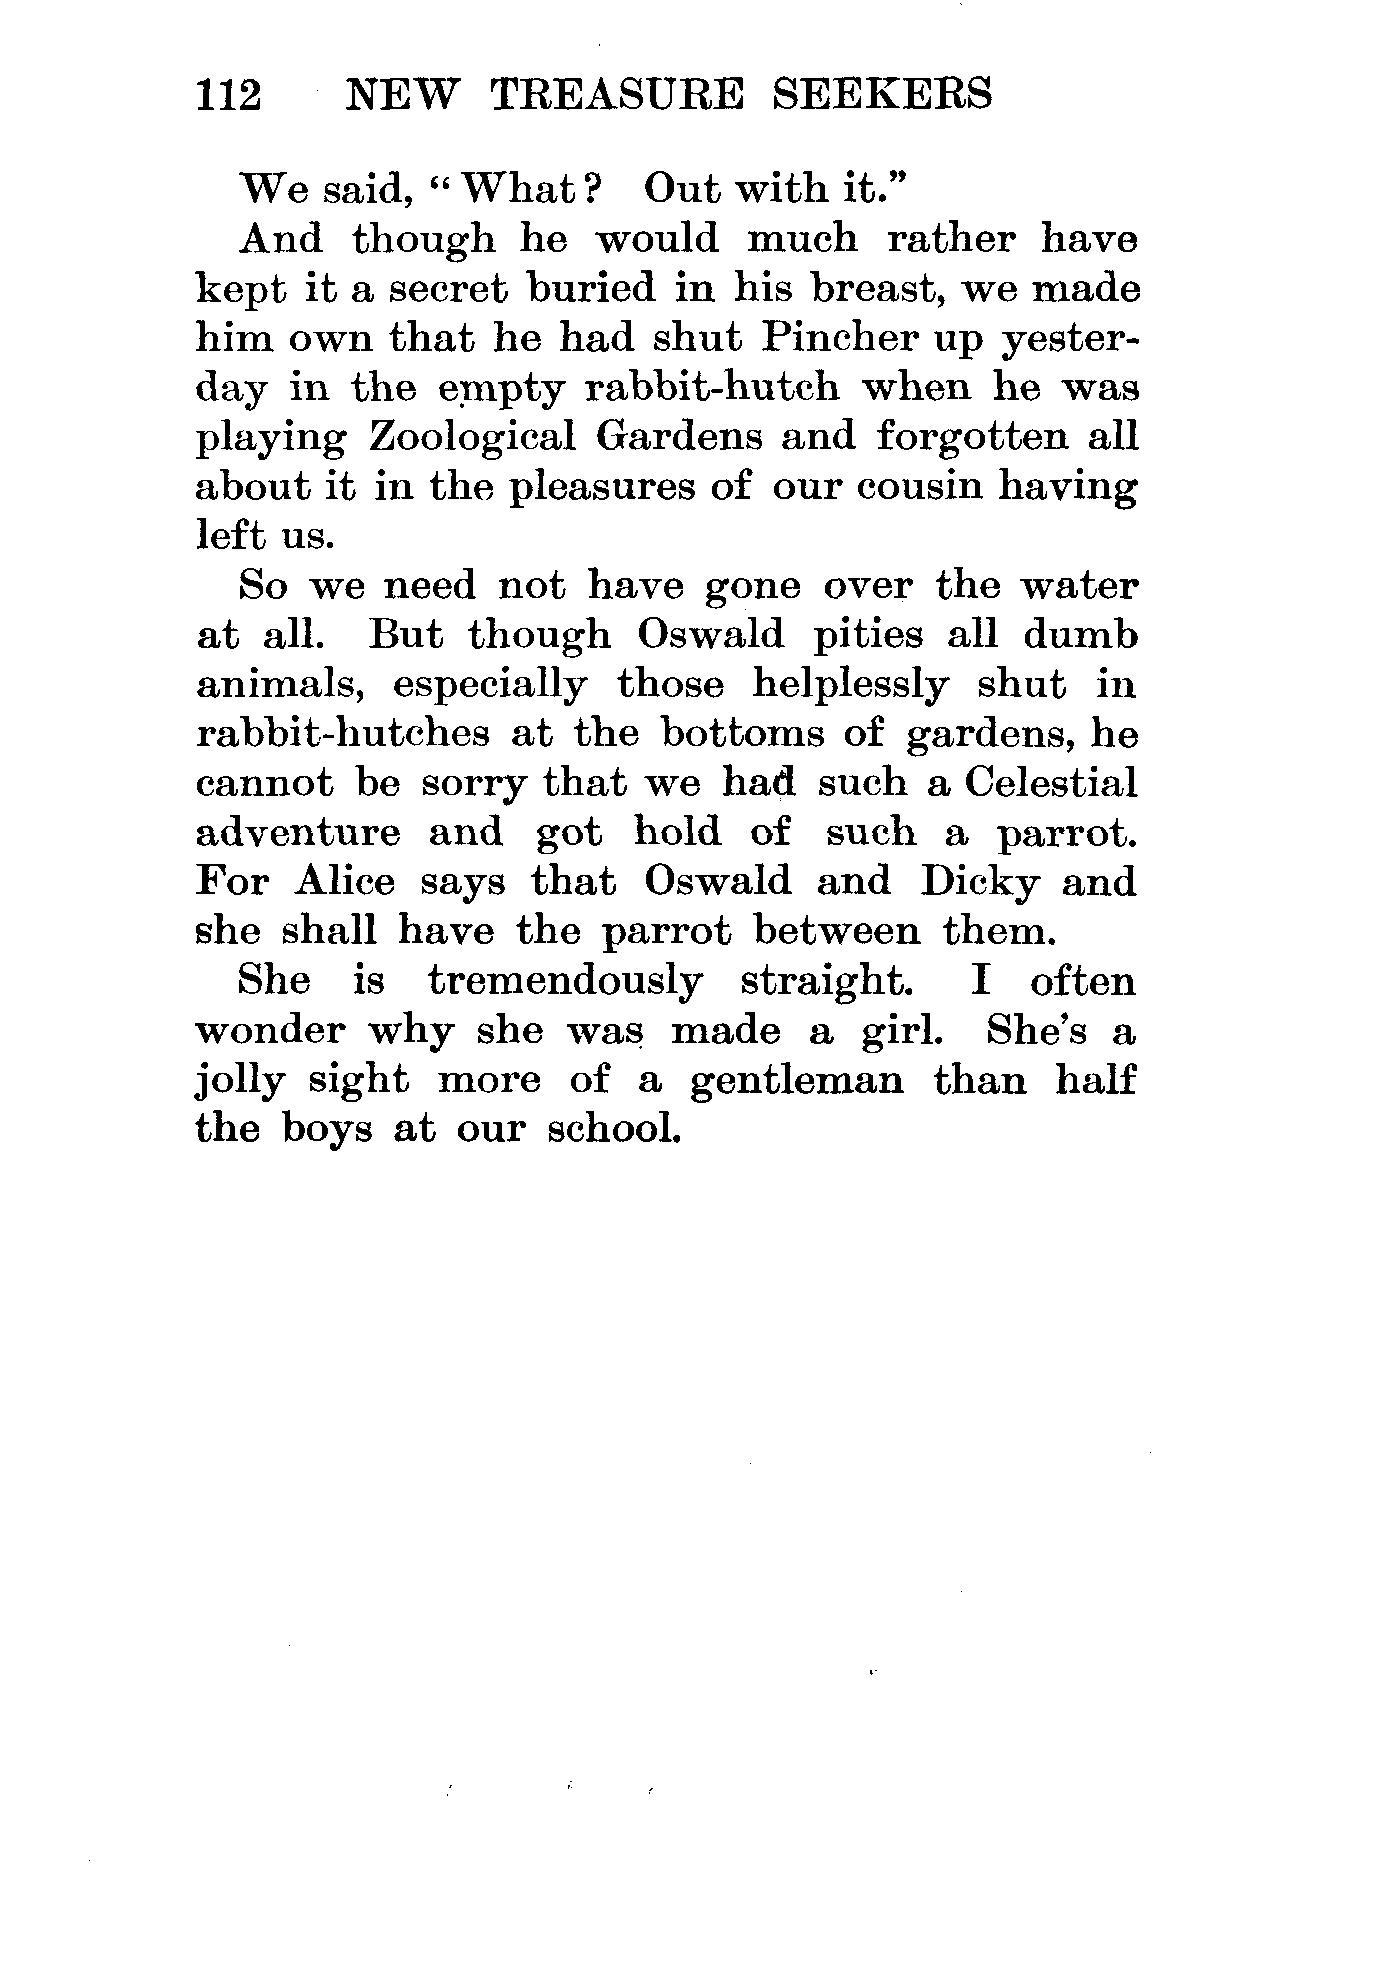 112 NEW TREASURE SEEKERS
We said, "What? Out with it."
And though he would much rather have
kept it a secret buried in his breast, we made
him own that he had shut Pincher up yester-
day in the empty rabbit-hutch when he was
playing Zoological Gardens and forgotten all
about it in the pleasures of our cousin having
left us.
So we need not have gone over the water
at all. But though Oswald pities all dumb
animals, especially those helplessly shut in
rabbit-hutches at the bottoms of gardens, he
cannot be sorry that we had such a Celestial
adventure and got hold of such a parrot.
For Alice says that Oswald and Dicky and
she shall have the parrot between them.
She is tremendously straight. I often
wonder why she was made a girl. She's a
jolly sight more of a gentleman than half
the boys at our school.